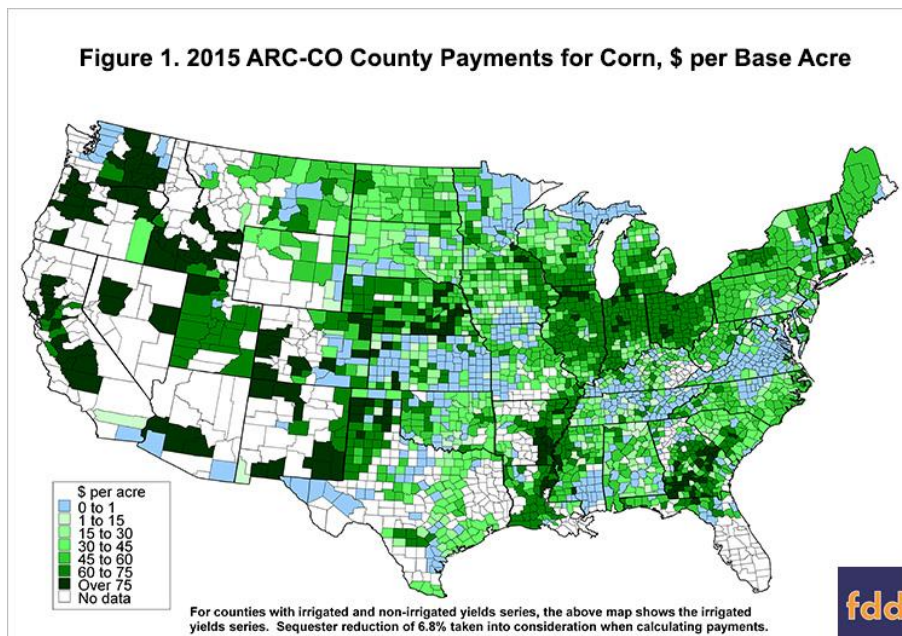 Figure 1. 2015 ARC-CO County Payments for Corn, $ per Base Acre
$ per acre
0 to 1
1 to 15
15 to 30
30 to 45
45 to 60
60 to 75
Over 75
No data
For counties with irrigated and non-irrigated yields series, the above map shows the irrigated
yields series. Sequester reduction of 6.8% taken into consideration when calculating payments.
fdd